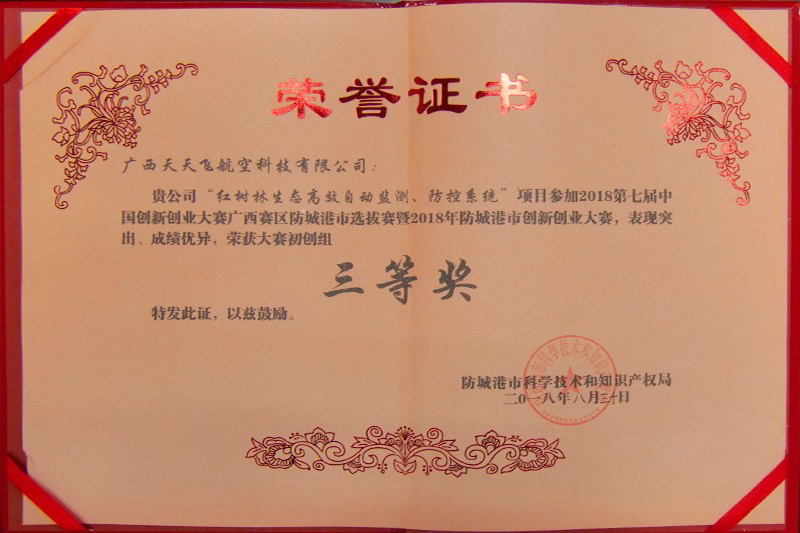 荣誉证书
广西天天飞航空科技有限公司：
贵公司“红树林生态高效自动监测、防控系统”项目参加2018第七届中
国创新创业大赛广西赛区防城港市选拔赛暨2018年防城港市创新创业大赛，表现突
出、成绩优异，荣获大赛初创组
三等奖
特发此证，以兹鼓励。
防城港市科学技术和知识产权局
二〇一八年八月三十日